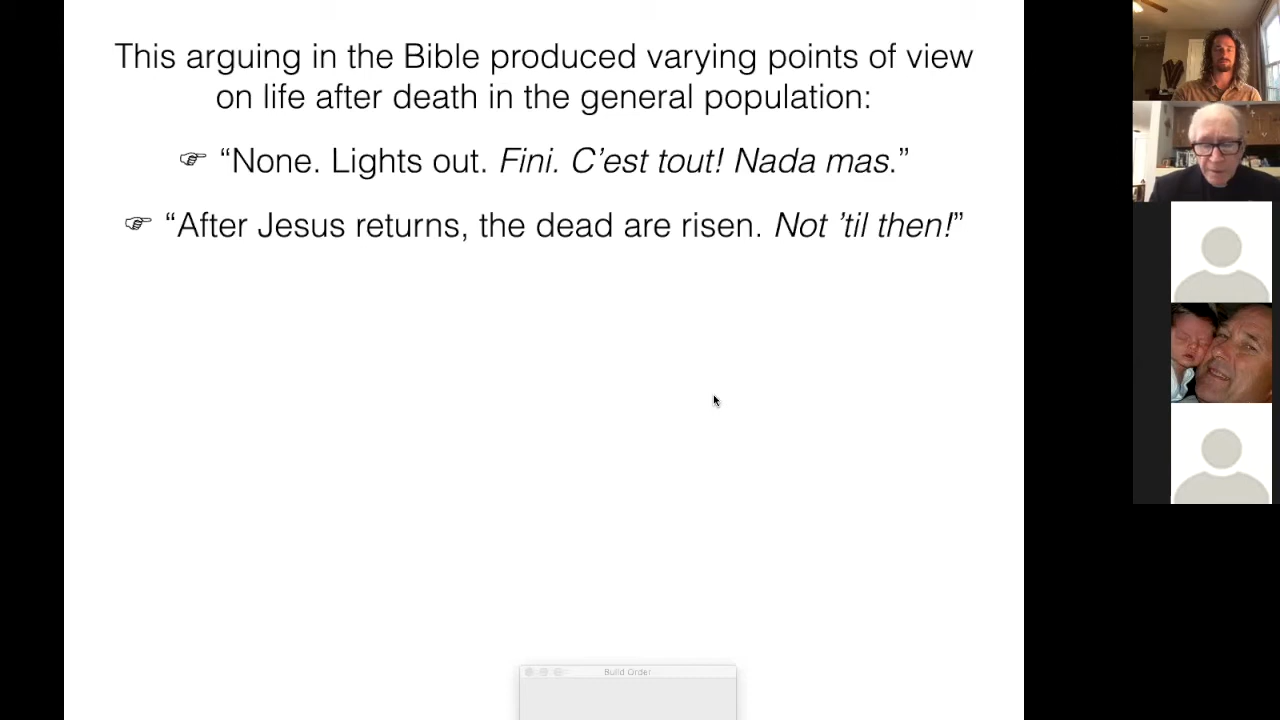 This arguing in the Bible produced varying points of view
on life after death in the general population:
☞ “None. Lights out. Fini. C’est tout! Nada mas.”
☞ “After Jesus returns, the dead are risen. Not ’til then!”
Build Order